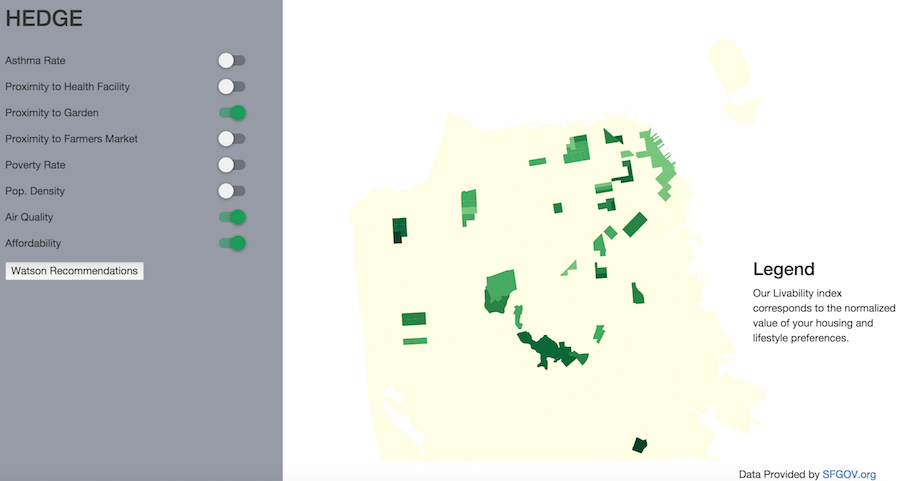 HEDGE
Asthma Rate
Proximity to Health Facility
Proximity to Garden
Proximity to Farmers Market
Poverty Rate
Pop. Density
Air Quality
Affordability
Watson Recommendations
Legend
Our Livability index
corresponds to the normalized
value of your housing and
lifestyle preferences.
Data Provided by SFGOV.org